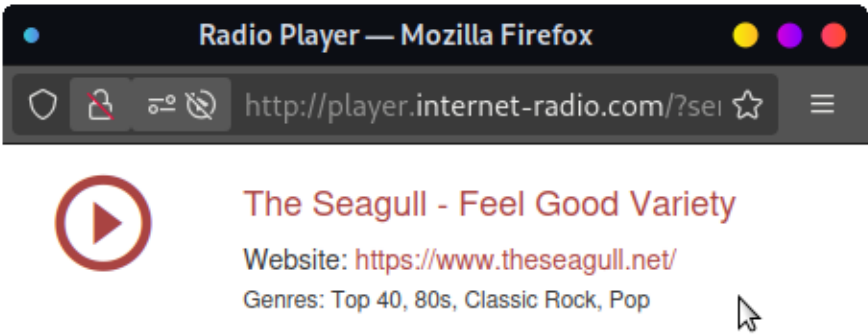 Radio Player — Mozilla Firefox
http://player.internet-radio.com/?se
The Seagull - Feel Good Variety
Website: https://www.theseagull.net/
Genres: Top 40, 80s, Classic Rock, Pop